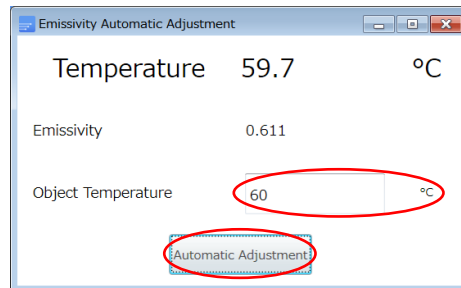 Emissivity Automatic Adjustment
Temperature 59.7 °C
Emissivity 0.611
Object Temperature 60 °C
Automatic Adjustment